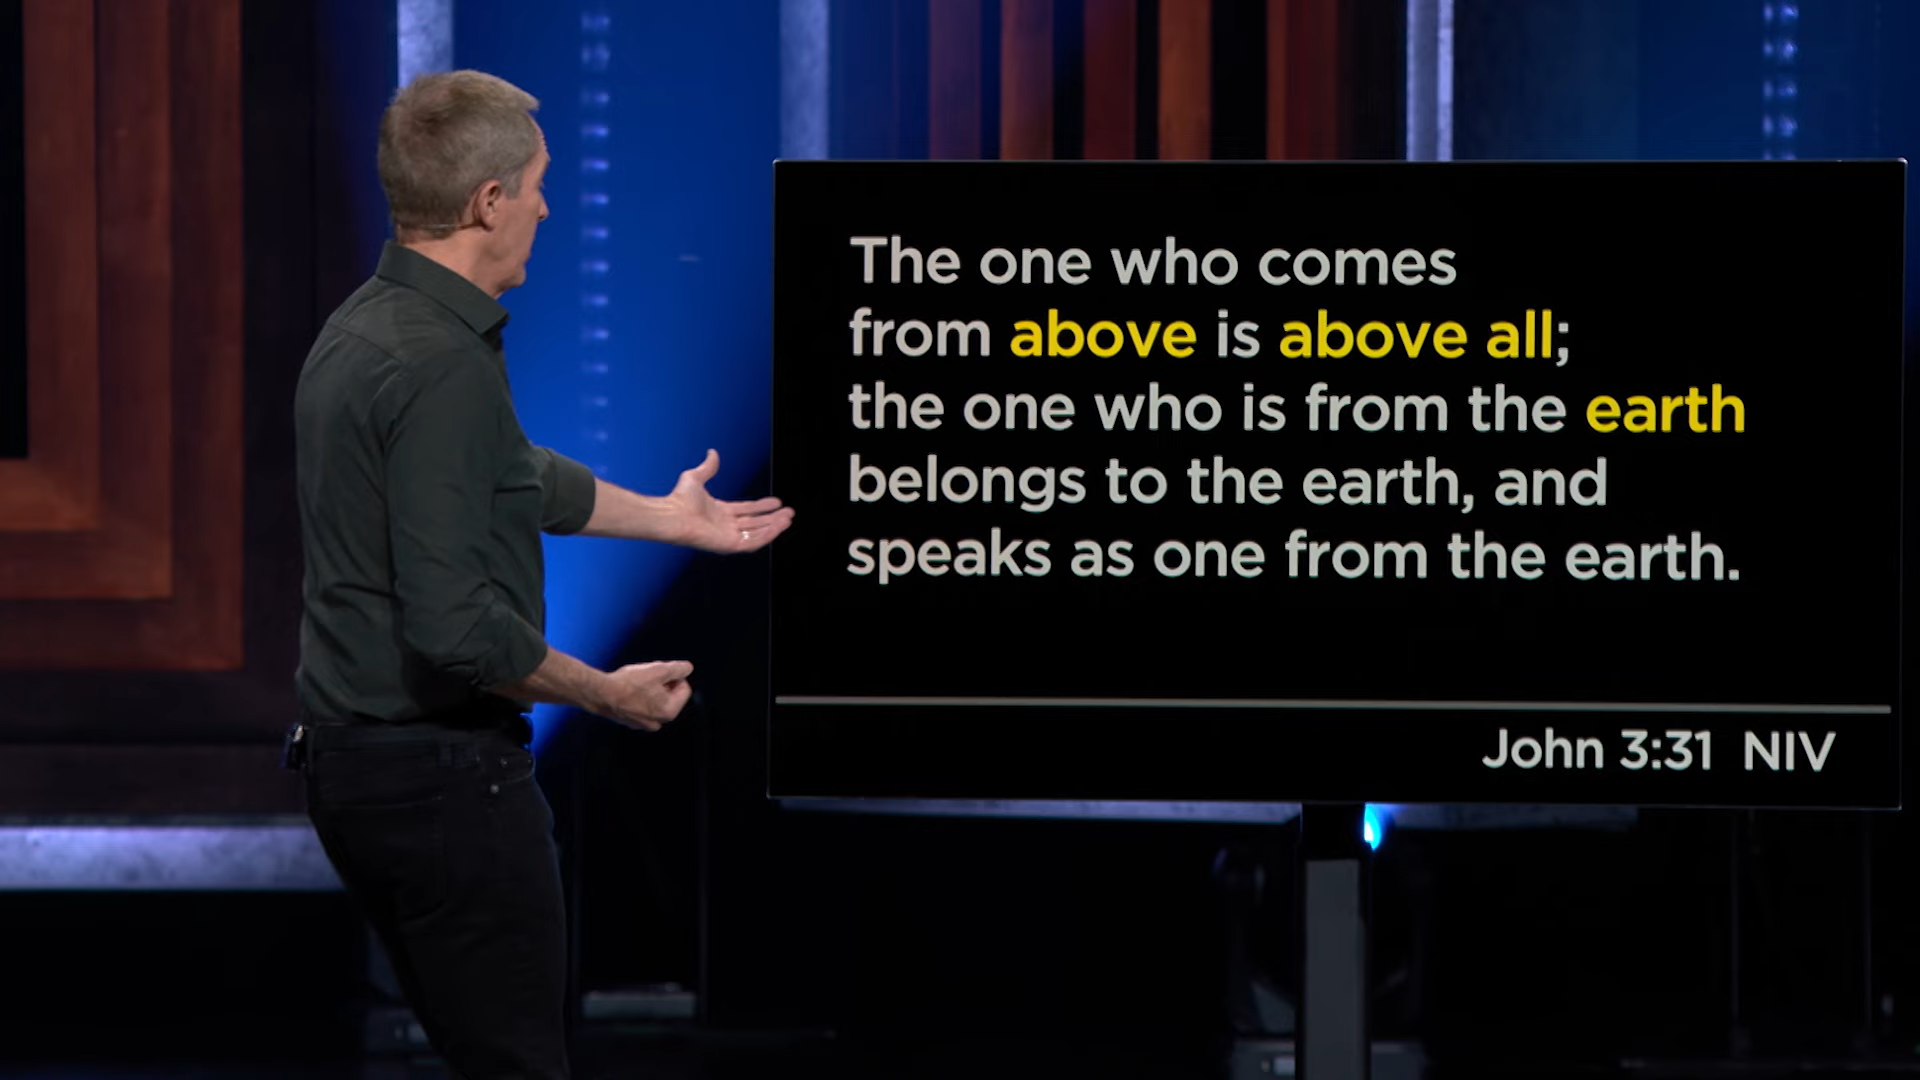 The one who comes
from above is above all;
the one who is from the earth
belongs to the earth, and
speaks as one from the earth.
John 3:31 NIV